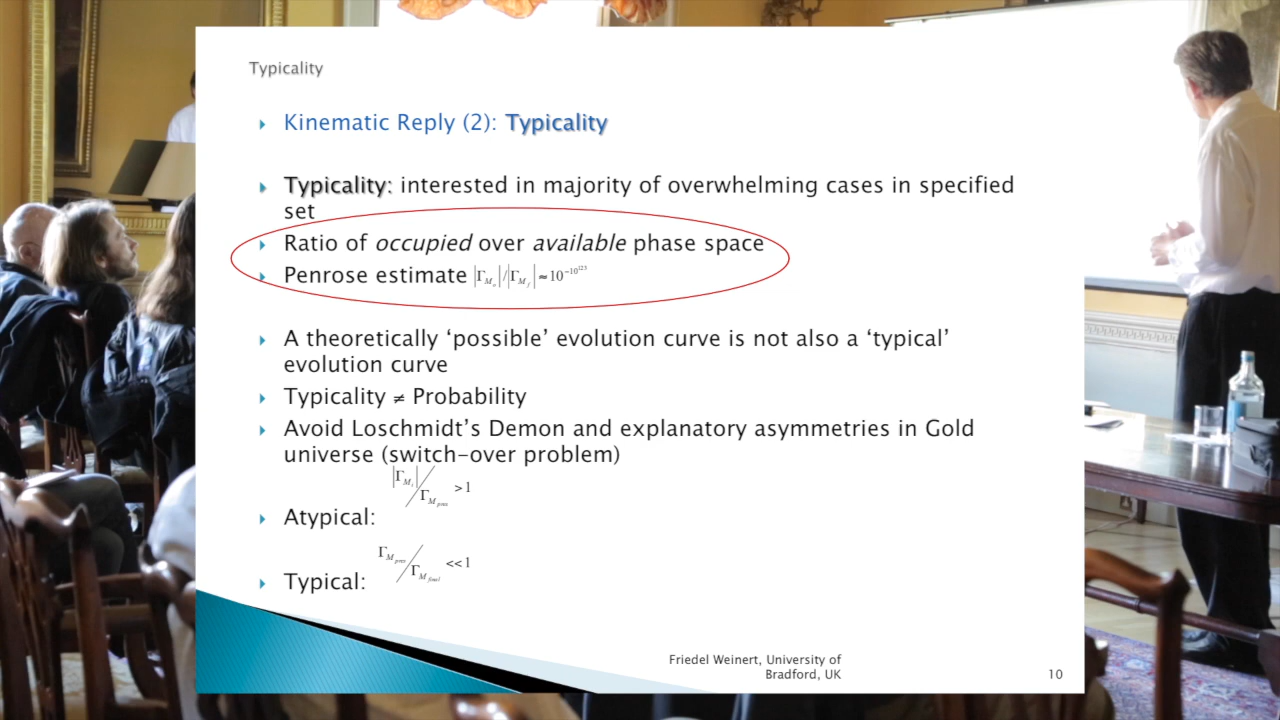 Typicality
Kinematic Reply (2): Typicality
Typicality: interested in majority of overwhelming cases in specified
set
Ratio of occupied over available phase space
Penrose estimate |Γ_{M_o}|/|Γ_{M_f}| ≈ 10^{-10^{123}}
A theoretically ‘possible’ evolution curve is not also a ‘typical’
evolution curve
Typicality ≠ Probability
Avoid Loschmidt’s Demon and explanatory asymmetries in Gold
universe (switch-over problem)
Atypical: |Γ_{M_t}|/Γ_{M_{pres}} > 1
Typical: Γ_{M_{pres}}/Γ_{M_{final}} << 1
Friedel Weinert, University of
Bradford, UK
10